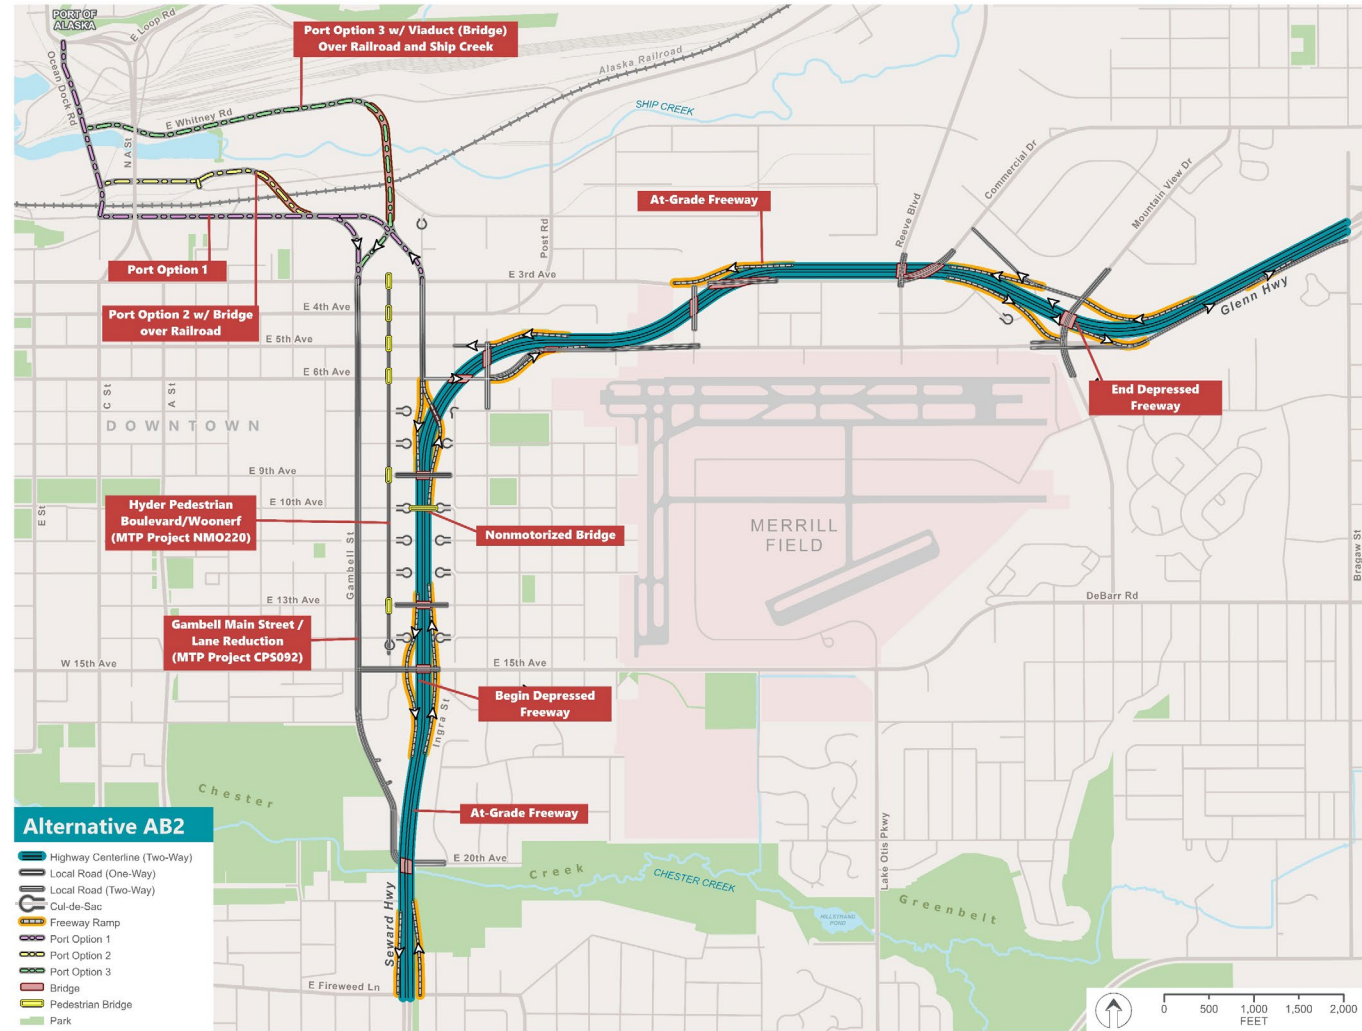 PORT OF
ALASKA
E Loop Rd
Ocean Dock Rd
Port Option 3 w/ Viaduct (Bridge)
Over Railroad and Ship Creek
Alaska Railroad
SHIP CREEK
E Whitney Rd
N A St
Commercial Dr
Mountain View Dr
Reeve Blvd
Post Rd
At-Grade Freeway
Port Option 1
E 3rd Ave
Glenn Hwy
Port Option 2 w/ Bridge
over Railroad
E 4th Ave
E 5th Ave
E 6th Ave
End Depressed
Freeway
C St
A St
DOWNTOWN
E 9th Ave
E 10th Ave
E St
Hyder Pedestrian
Boulevard/Woonerf
(MTP Project NMO220)
Nonmotorized Bridge
MERRILL
FIELD
Bragaw St
Gambell St
E 13th Ave
DeBarr Rd
Gambell Main Street /
Lane Reduction
(MTP Project CPS092)
W 15th Ave
E 15th Ave
Begin Depressed
Freeway
Ingra St
Chester
At-Grade Freeway
Lake Otis Pkwy
E 20th Ave
Creek
CHESTER CREEK
Greenbelt
HILLSTRAND
POND
Seward Hwy
E Fireweed Ln
Alternative AB2
Highway Centerline (Two-Way)
Local Road (One-Way)
Local Road (Two-Way)
Cul-de-Sac
Freeway Ramp
Port Option 1
Port Option 2
Port Option 3
Bridge
Pedestrian Bridge
Park
0 500 1,000 1,500 2,000
FEET